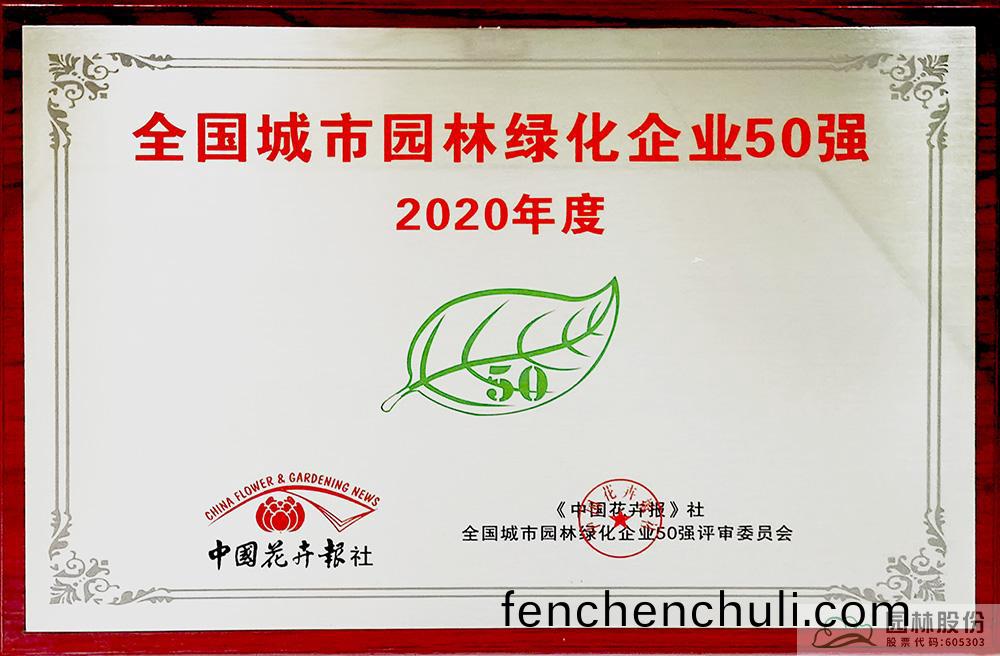 全国城市园林绿化企业50强
2020年度
50
CHINA FLOWER & GARDENING NEWS
中國花卉報社
《中国花卉报》社
全国城市园林绿化企业50强评审委员会
fenchenchuli.com
园林股份
股票代码:605303